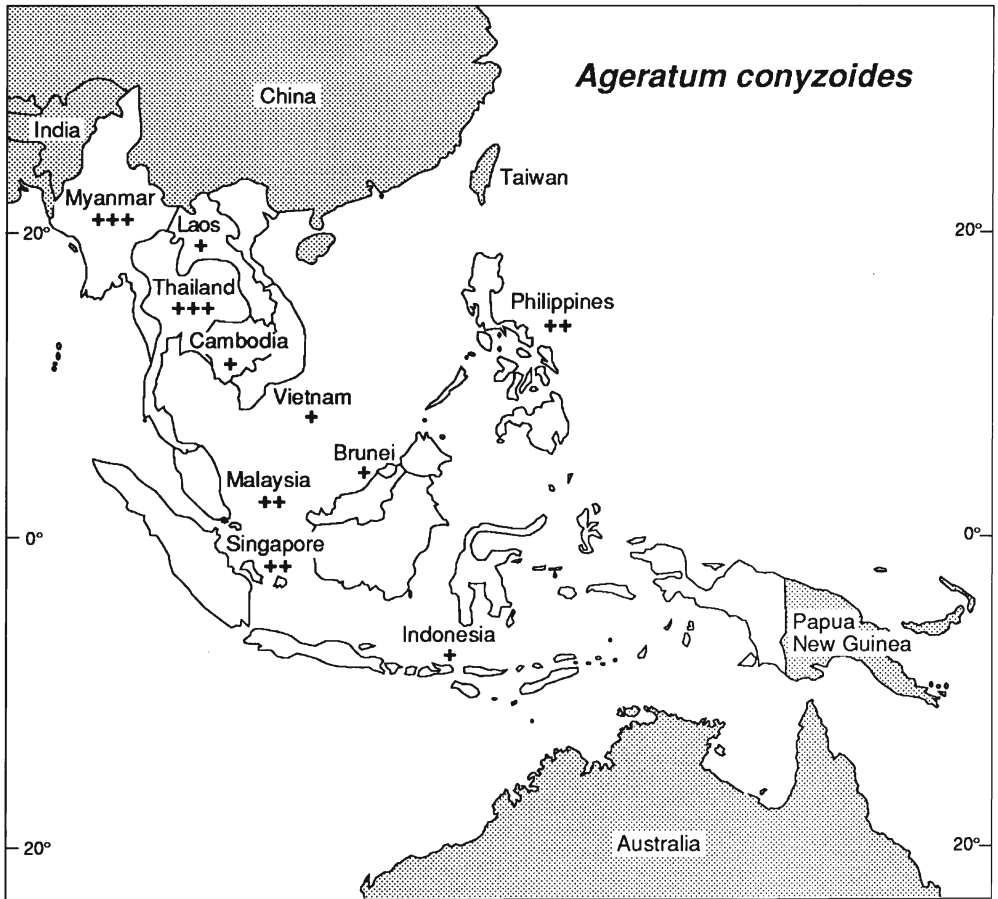 Ageratum conyzoides
China
India
Taiwan
Myanmar
+++
Laos
+
20°
20°
Thailand
+++
Philippines
++
Cambodia
+
Vietnam
+
Brunei
+
Malaysia
++
0°
0°
Singapore
++
Indonesia
+
Papua
New Guinea
Australia
20°
20°